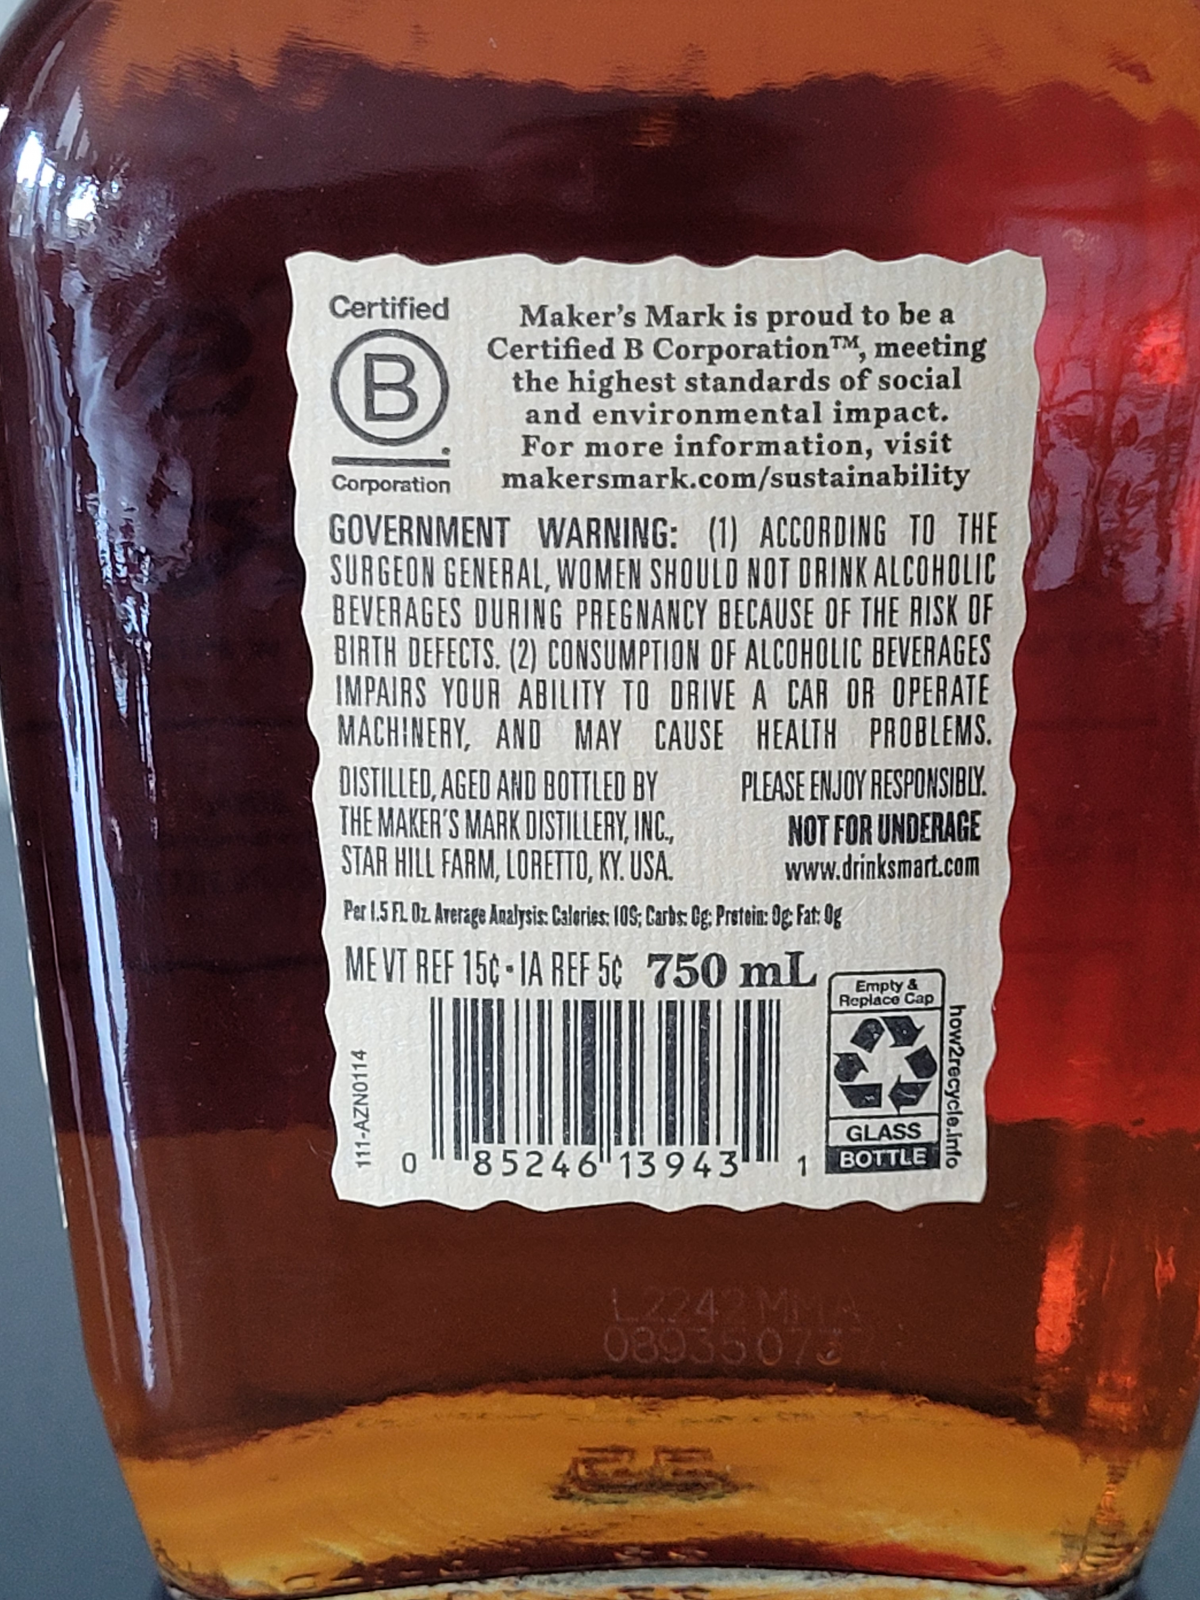 Certified
B
Corporation
Maker's Mark is proud to be a
Certified B Corporation™, meeting
the highest standards of social
and environmental impact.
For more information, visit
makersmark.com/sustainability
GOVERNMENT WARNING: (1) ACCORDING TO THE
SURGEON GENERAL, WOMEN SHOULD NOT DRINK ALCOHOLIC
BEVERAGES DURING PREGNANCY BECAUSE OF THE RISK OF
BIRTH DEFECTS. (2) CONSUMPTION OF ALCOHOLIC BEVERAGES
IMPAIRS YOUR ABILITY TO DRIVE A CAR OR OPERATE
MACHINERY, AND MAY CAUSE HEALTH PROBLEMS.
DISTILLED, AGED AND BOTTLED BY
THE MAKER'S MARK DISTILLERY, INC.,
STAR HILL FARM, LORETTO, KY. USA.
PLEASE ENJOY RESPONSIBLY.
NOT FOR UNDERAGE
www.drinksmart.com
Per 1.5 Fl. Oz. Average Analysis: Calories: 109; Carbs: 0g; Protein: 0g; Fat: 0g
ME VT REF 15¢ • IA REF 5¢ 750 mL
111-AZN0114
0 85246 13943 1
Empty &
Replace Cap
GLASS
BOTTLE
how2recycle.info
L2242MMA